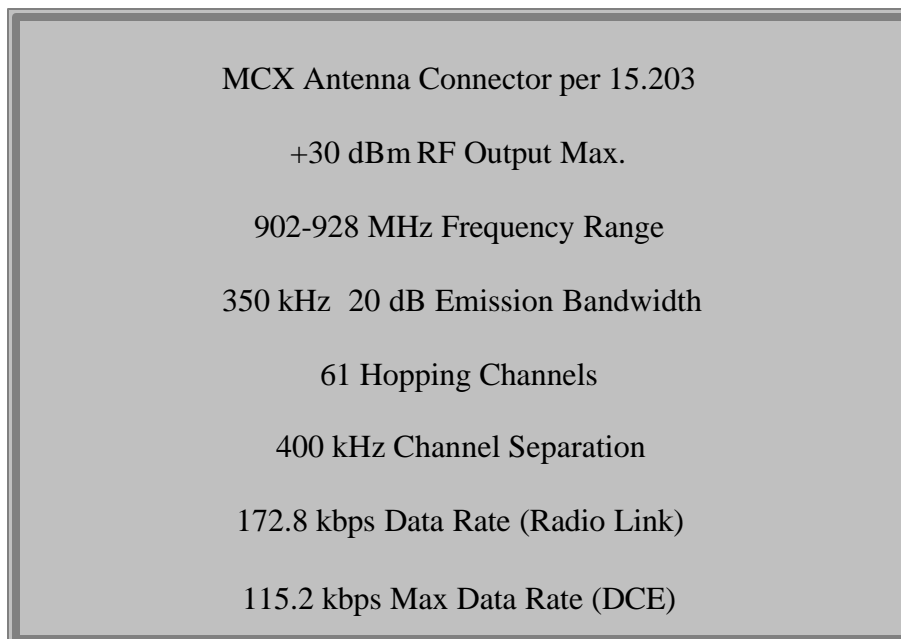 MCX Antenna Connector per 15.203
+30 dBm RF Output Max.
902-928 MHz Frequency Range
350 kHz  20 dB Emission Bandwidth
61 Hopping Channels
400 kHz Channel Separation
172.8 kbps Data Rate (Radio Link)
115.2 kbps Max Data Rate (DCE)